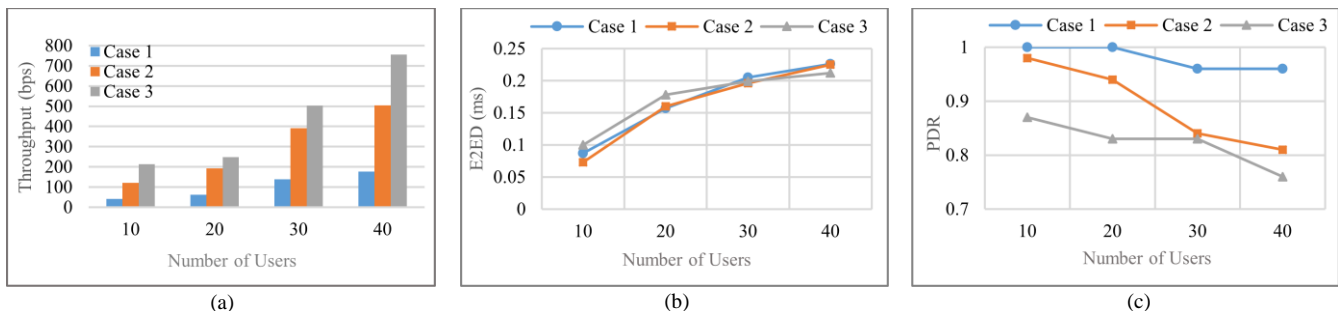 800
700
600
500
400
300
200
100
0
Throughput (bps)
Case 1
Case 2
Case 3
10 20 30 40
Number of Users
(a)
Case 1 Case 2 Case 3
0.25
0.2
0.15
0.1
0.05
0
E2ED (ms)
10 20 30 40
Number of Users
(b)
Case 1 Case 2 Case 3
1
0.9
0.8
0.7
PDR
10 20 30 40
Number of Users
(c)